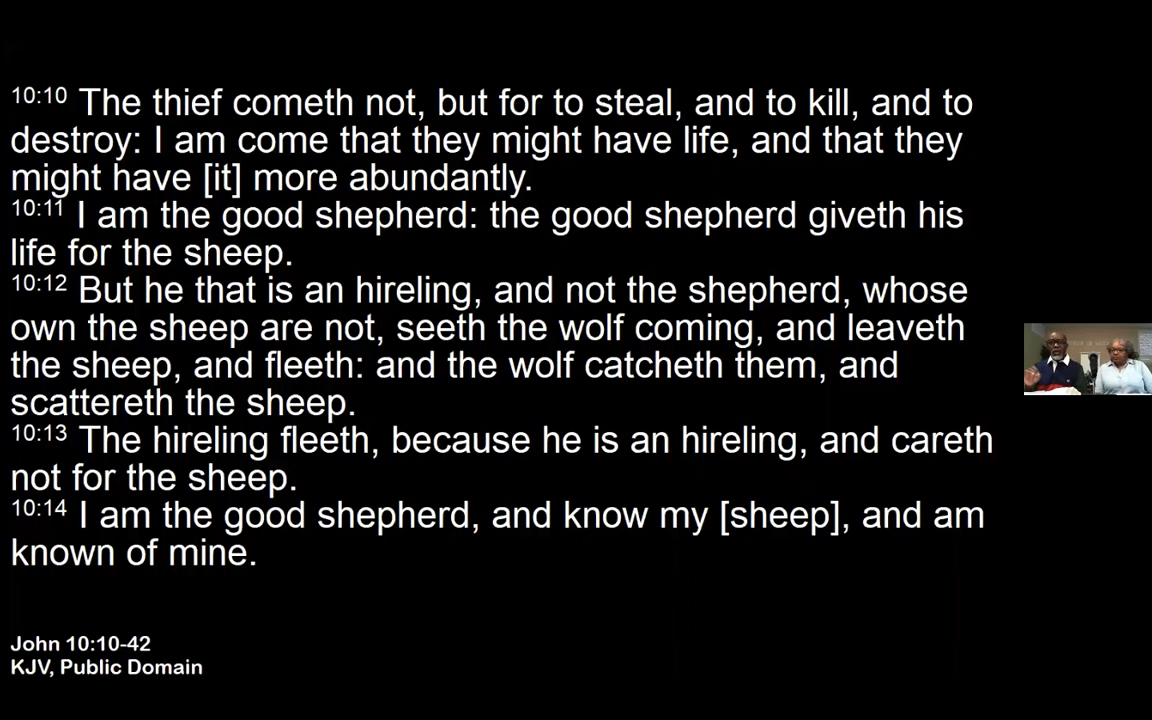 10:10 The thief cometh not, but for to steal, and to kill, and to
destroy: I am come that they might have life, and that they
might have [it] more abundantly.
10:11 I am the good shepherd: the good shepherd giveth his
life for the sheep.
10:12 But he that is an hireling, and not the shepherd, whose
own the sheep are not, seeth the wolf coming, and leaveth
the sheep, and fleeth: and the wolf catcheth them, and
scattereth the sheep.
10:13 The hireling fleeth, because he is an hireling, and careth
not for the sheep.
10:14 I am the good shepherd, and know my [sheep], and am
known of mine.
John 10:10-42
KJV, Public Domain